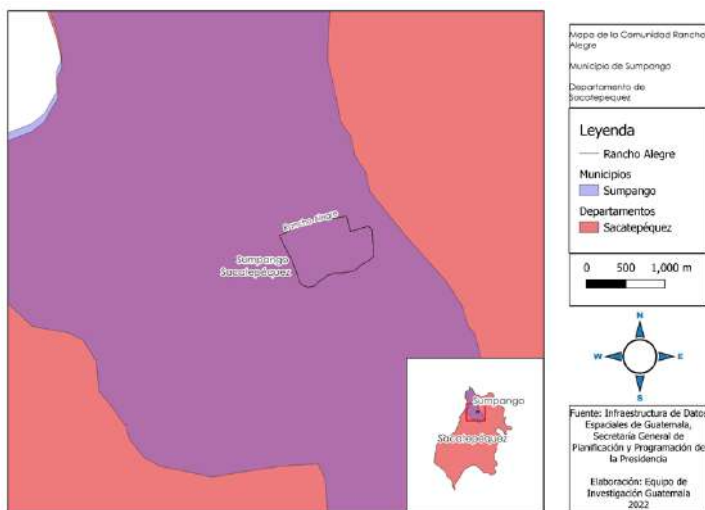 Rancho Alegre
Sumpango
Sacatepéquez
Sumpango
Sacatepéquez
Mapa de la Comunidad Rancho
Alegre
Municipio de Sumpango
Departamento de
Sacatepequez
Leyenda
Rancho Alegre
Municipios
Sumpango
Departamentos
Sacatepéquez
0 500 1,000 m
N
W E
S
Fuente: Infraestructura de Datos
Espaciales de Guatemala,
Secretaría General de
Planificación y Programación de
la Presidencia
Elaboración: Equipo de
Investigación Guatemala
2022